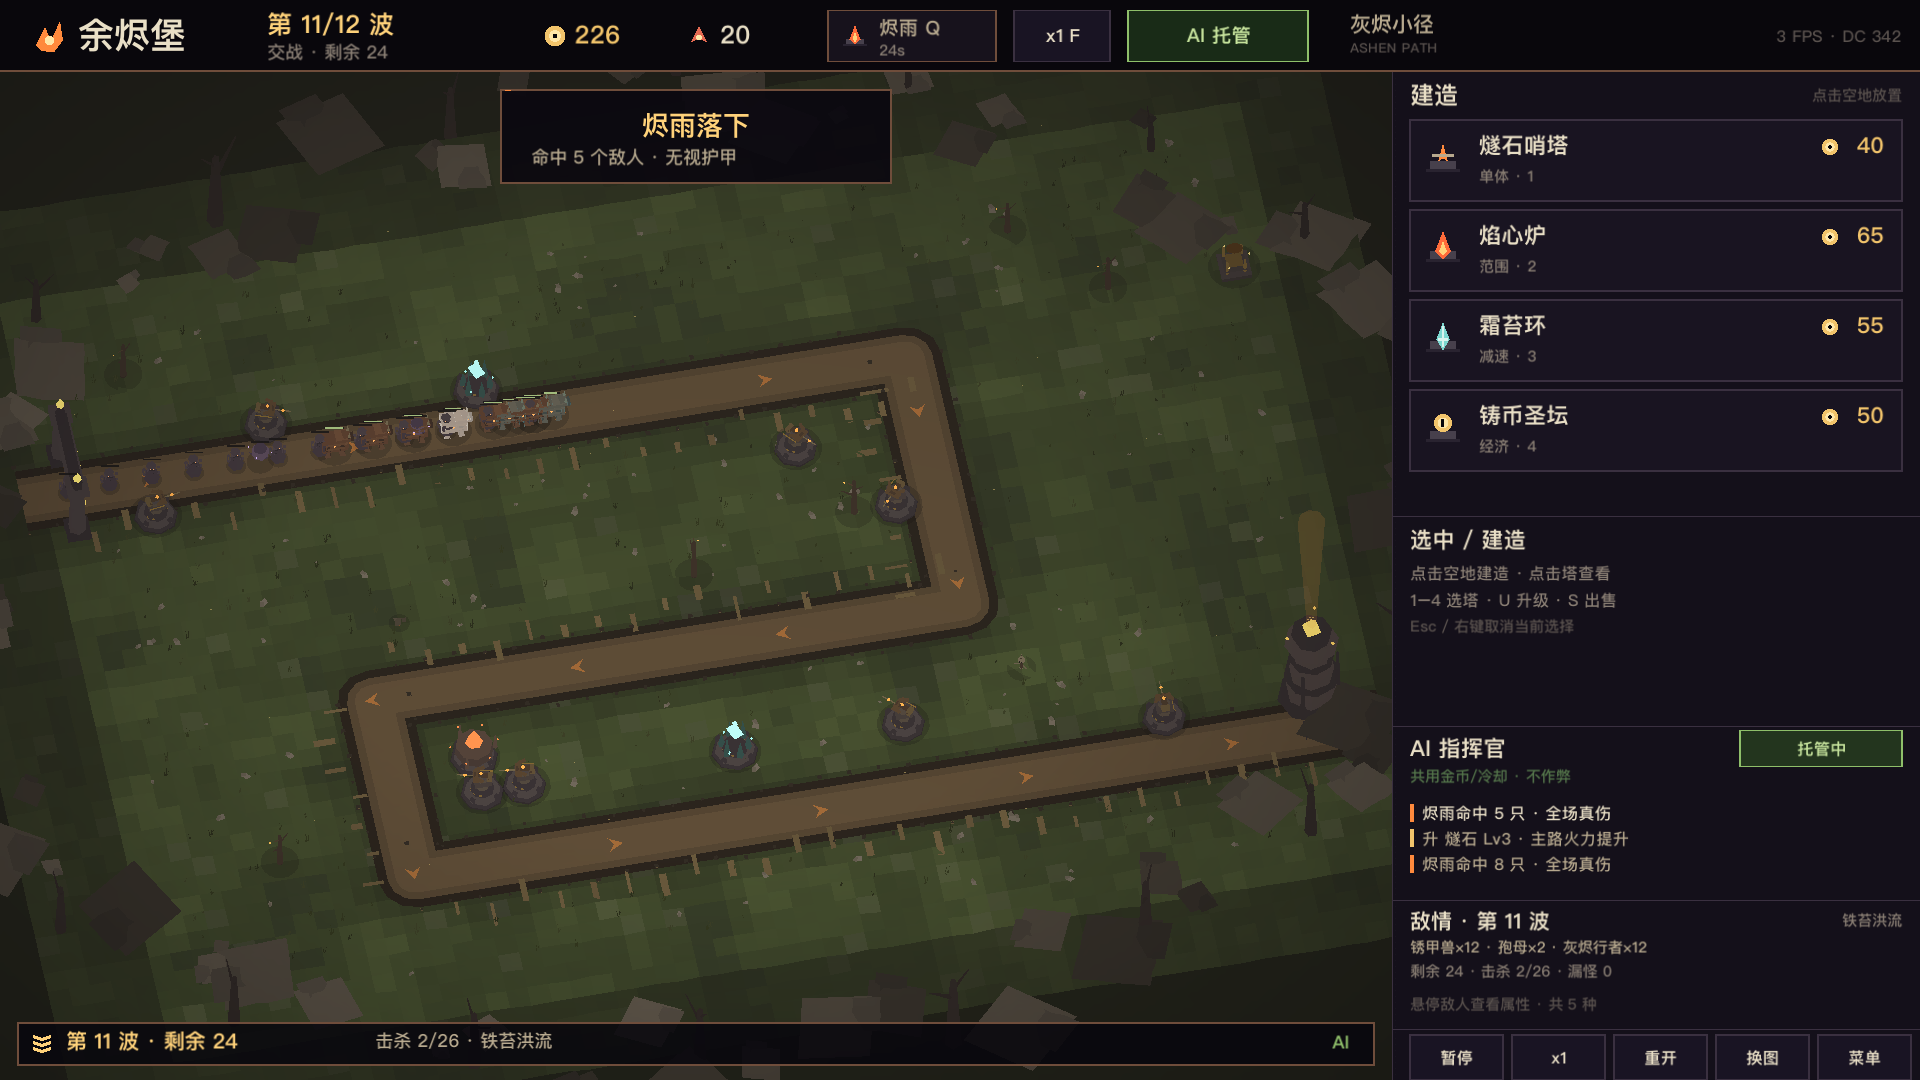 余烬堡
第 11/12 波
交战 · 剩余 24
226
20
烬雨 Q
24s
x1 F
AI 托管
灰烬小径
ASHEN PATH
3 FPS · DC 342
烬雨落下
命中 5 个敌人 · 无视护甲
建造
点击空地放置
燧石哨塔
40
单体 · 1
焰心炉
65
范围 · 2
霜苔环
55
减速 · 3
铸币圣坛
50
经济 · 4
选中 / 建造
点击空地建造 · 点击塔查看
1—4 选塔 · U 升级 · S 出售
Esc / 右键取消当前选择
AI 指挥官
托管中
共用金币/冷却 · 不作弊
烬雨命中 5 只 · 全场真伤
升 燧石 Lv3 · 主路火力提升
烬雨命中 8 只 · 全场真伤
敌情 · 第 11 波
铁苔洪流
锈甲兽×12 · 孢母×2 · 灰烬行者×12
剩余 24 · 击杀 2/26 · 漏怪 0
悬停敌人查看属性 · 共 5 种
第 11 波 · 剩余 24
击杀 2/26 · 铁苔洪流
AI
暂停
x1
重开
换图
菜单